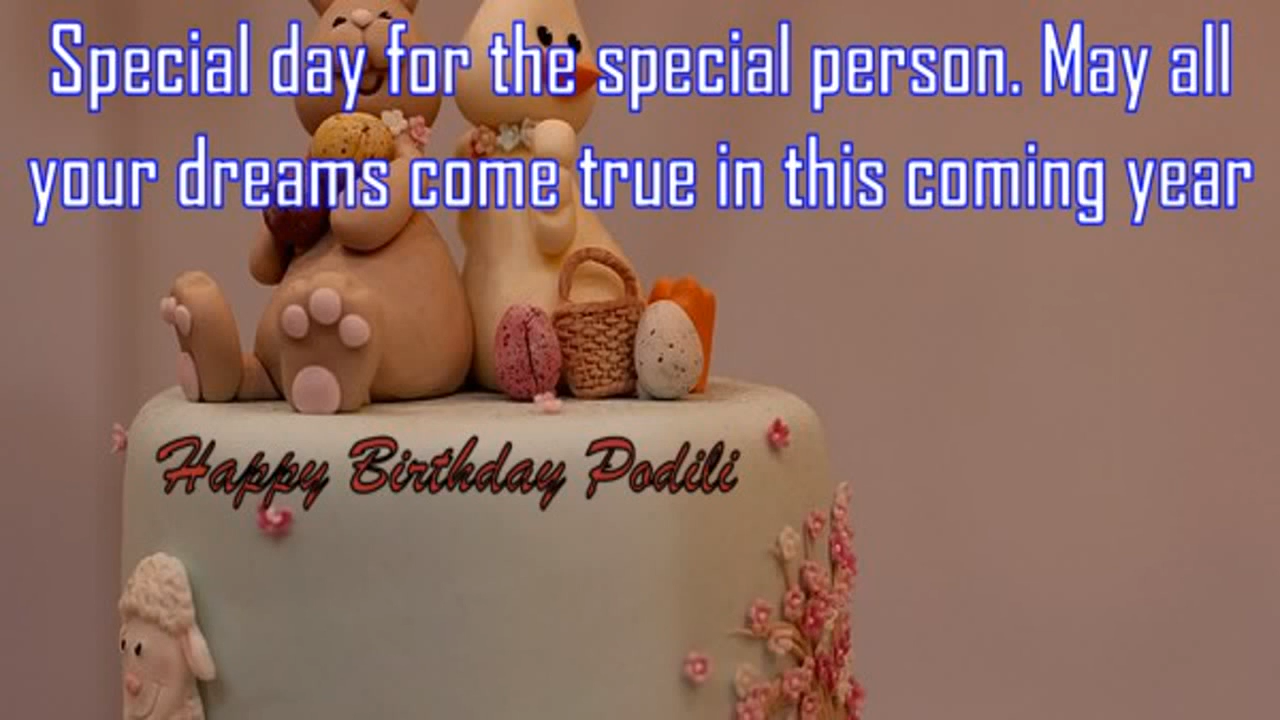 Special day for the special person. May all
your dreams come true in this coming year
Happy Birthday Podili